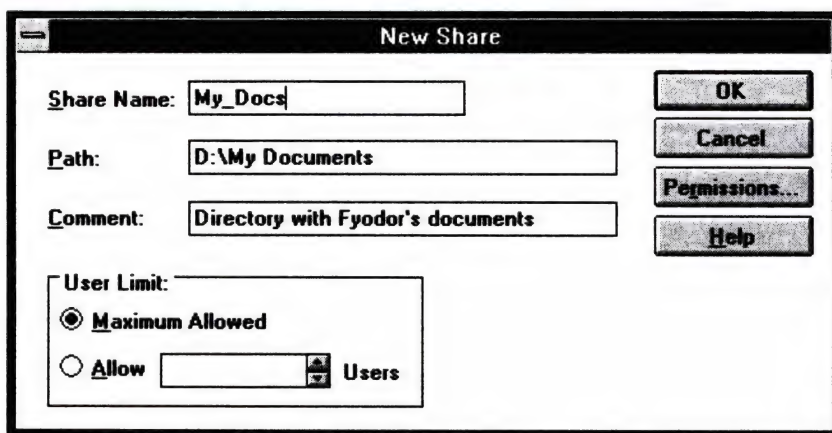 New Share
Share Name: My_Docs
OK
Path: D:\My Documents
Cancel
Comment: Directory with Fyodor's documents
Permissions...
Help
User Limit:
Maximum Allowed
Allow Users